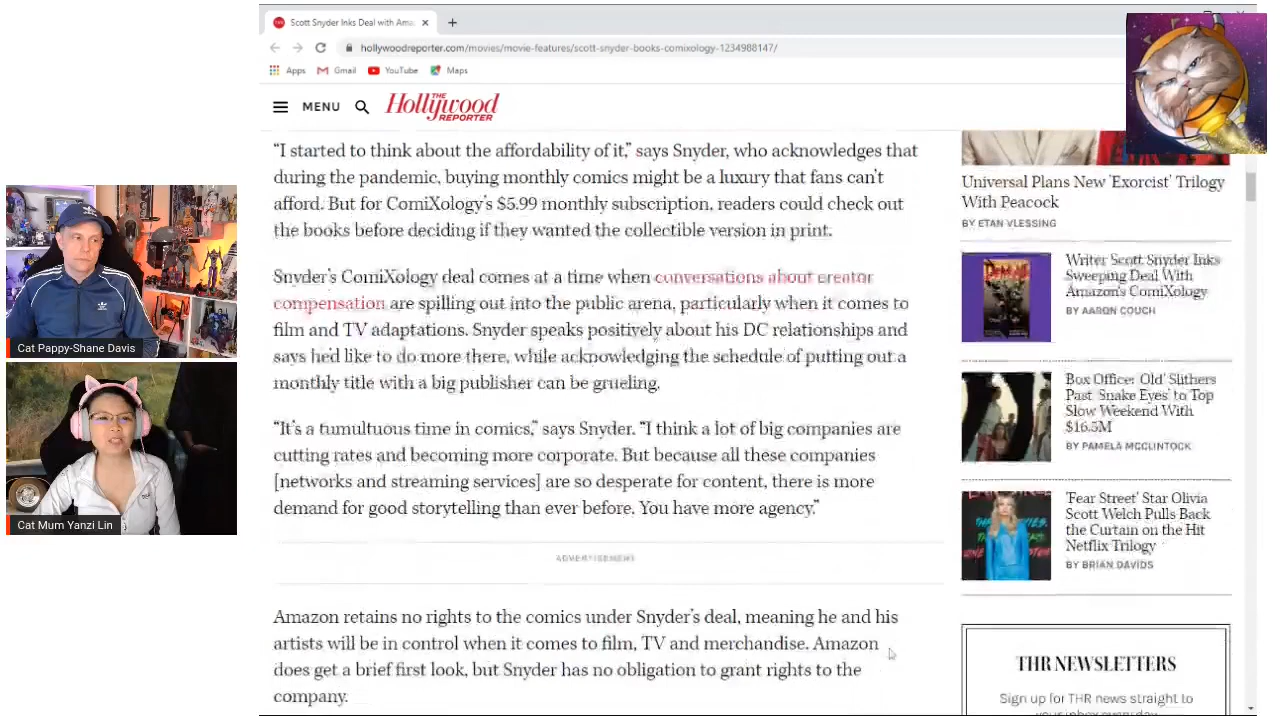 Scott Snyder Inks Deal with Ama
hollywoodreporter.com/movies/movie-features/scott-snyder-books-comixology-1234988147/
Apps Gmail YouTube Maps
MENU
THE
Hollywood
REPORTER
“I started to think about the affordability of it,” says Snyder, who acknowledges that
during the pandemic, buying monthly comics might be a luxury that fans can’t
afford. But for ComiXology’s $5.99 monthly subscription, readers could check out
the books before deciding if they wanted the collectible version in print.
Snyder’s ComiXology deal comes at a time when conversations about creator
compensation are spilling out into the public arena, particularly when it comes to
film and TV adaptations. Snyder speaks positively about his DC relationships and
says he’d like to do more there, while acknowledging the schedule of putting out a
monthly title with a big publisher can be grueling.
“It’s a tumultuous time in comics,” says Snyder. “I think a lot of big companies are
cutting rates and becoming more corporate. But because all these companies
[networks and streaming services] are so desperate for content, there is more
demand for good storytelling than ever before. You have more agency.”
ADVERTISEMENT
Amazon retains no rights to the comics under Snyder’s deal, meaning he and his
artists will be in control when it comes to film, TV and merchandise. Amazon
does get a brief first look, but Snyder has no obligation to grant rights to the
company.
Universal Plans New ‘Exorcist’ Trilogy
With Peacock
BY ETAN VLESSING
Writer Scott Snyder Inks
Sweeping Deal With
Amazon’s ComiXology
BY AARON COUCH
Box Office: ‘Old’ Slithers
Past ‘Snake Eyes’ to Top
Slow Weekend With
$16.5M
BY PAMELA MCCLINTOCK
‘Fear Street’ Star Olivia
Scott Welch Pulls Back
the Curtain on the Hit
Netflix Trilogy
BY BRIAN DAVIDS
THR NEWSLETTERS
Sign up for THR news straight to
your inbox everyday
Cat Pappy-Shane Davis
Cat Mum Yanzi Lin